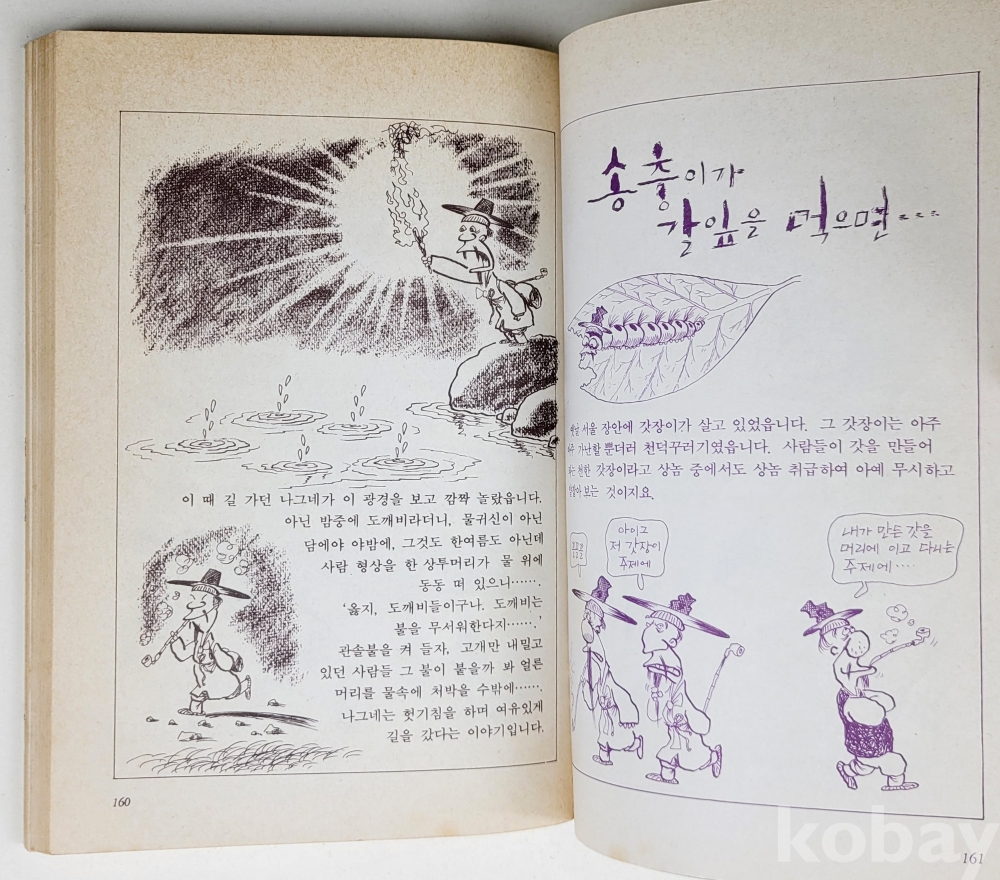 이 때 길 가던 나그네가 이 광경을 보고 깜짝 놀랐읍니다.
아닌 밤중에 도깨비라더니, 물귀신이 아닌
담에야 야밤에, 그것도 한여름도 아닌데
사람 형상을 한 상투머리가 물 위에
동동 떠 있으니…….
‘옳지, 도깨비들이구나. 도깨비는
불을 무서워한다지…….’
관솔불을 켜 들자, 고개만 내밀고
있던 사람들 그 불이 붙을까 봐 얼른
머리를 물속에 처박을 수밖에…….
나그네는 헛기침을 하며 여유있게
길을 갔다는 이야기입니다.
160
송충이가
갈잎을 먹으면...
서울 장안에 갓장이가 살고 있었읍니다. 그 갓장이는 아주
가난할 뿐더러 천덕꾸러기였읍니다. 사람들이 갓을 만들어
천한 갓장이라고 상놈 중에서도 상놈 취급하여 아예 무시하고
보는 것이지요.
아이고
저 갓장이
주제에
내가 만든 갓을
머리에 이고 다니는
주제에....
161
kobay